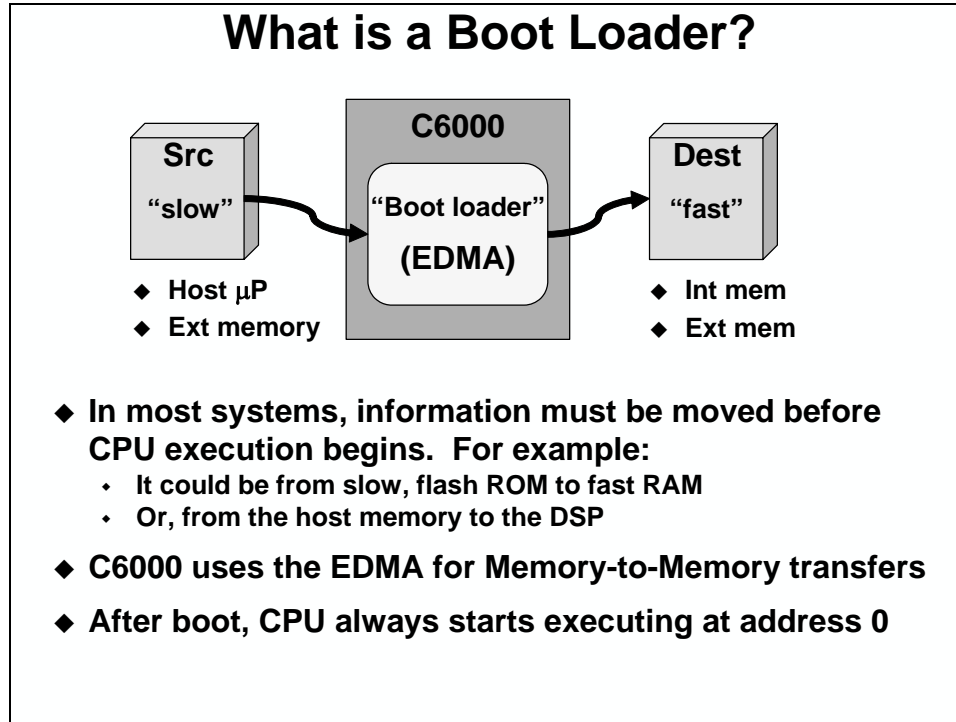 What is a Boot Loader?
C6000
Src
"slow"
“Boot loader”
(EDMA)
Dest
“fast”
◆ Host μP
◆ Ext memory
◆ Int mem
◆ Ext mem
◆ In most systems, information must be moved before
CPU execution begins. For example:
◆ It could be from slow, flash ROM to fast RAM
◆ Or, from the host memory to the DSP
◆ C6000 uses the EDMA for Memory-to-Memory transfers
◆ After boot, CPU always starts executing at address 0